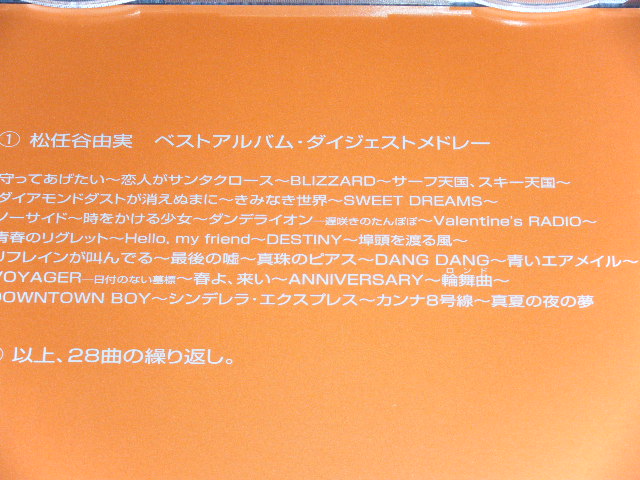 ① 松任谷由実　ベストアルバム・ダイジェストメドレー
守ってあげたい～恋人がサンタクロース～BLIZZARD～サーフ天国、スキー天国～
ダイアモンドダストが消えぬまに～きみなき世界～SWEET DREAMS～
ノーサイド～時をかける少女～ダンデライオン―遅咲きのたんぽぽ～Valentine's RADIO～
青春のリグレット～Hello, my friend～DESTINY～埠頭を渡る風～
リフレインが叫んでる～最後の嘘～真珠のピアス～DANG DANG～青いエアメイル～
VOYAGER―日付のない墓標～春よ、来い～ANNIVERSARY～輪舞曲～
ロンド
DOWNTOWN BOY～シンデレラ・エクスプレス～カンナ8号線～真夏の夜の夢
以上、28曲の繰り返し。